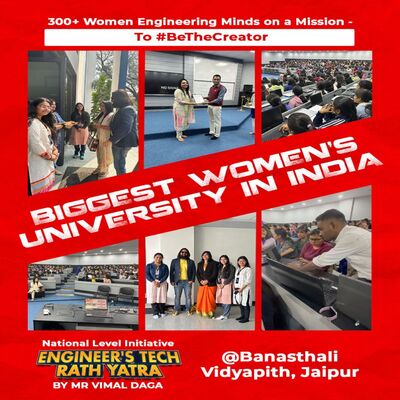 300+ Women Engineering Minds on a Mission -
To #BeTheCreator
BIGGEST WOMEN'S
UNIVERSITY IN INDIA
National Level Initiative
ENGINEER'S TECH
RATH YATRA
BY MR VIMAL DAGA
@Banasthali
Vidyapith, Jaipur